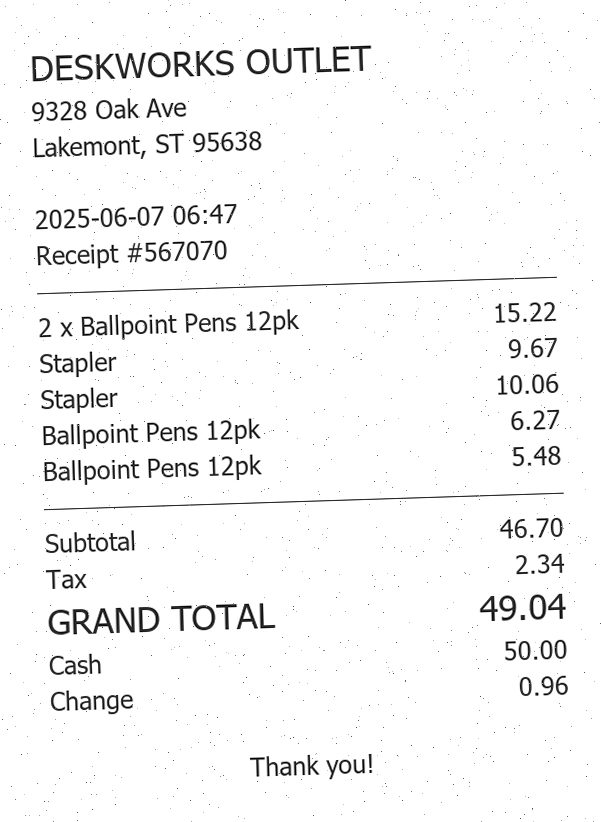 DESKWORKS OUTLET
9328 Oak Ave
Lakemont, ST 95638
2025-06-07 06:47
Receipt #567070
2 x Ballpoint Pens 12pk 15.22
Stapler 9.67
Stapler 10.06
Ballpoint Pens 12pk 6.27
Ballpoint Pens 12pk 5.48
Subtotal 46.70
Tax 2.34
GRAND TOTAL 49.04
Cash 50.00
Change 0.96
Thank you!